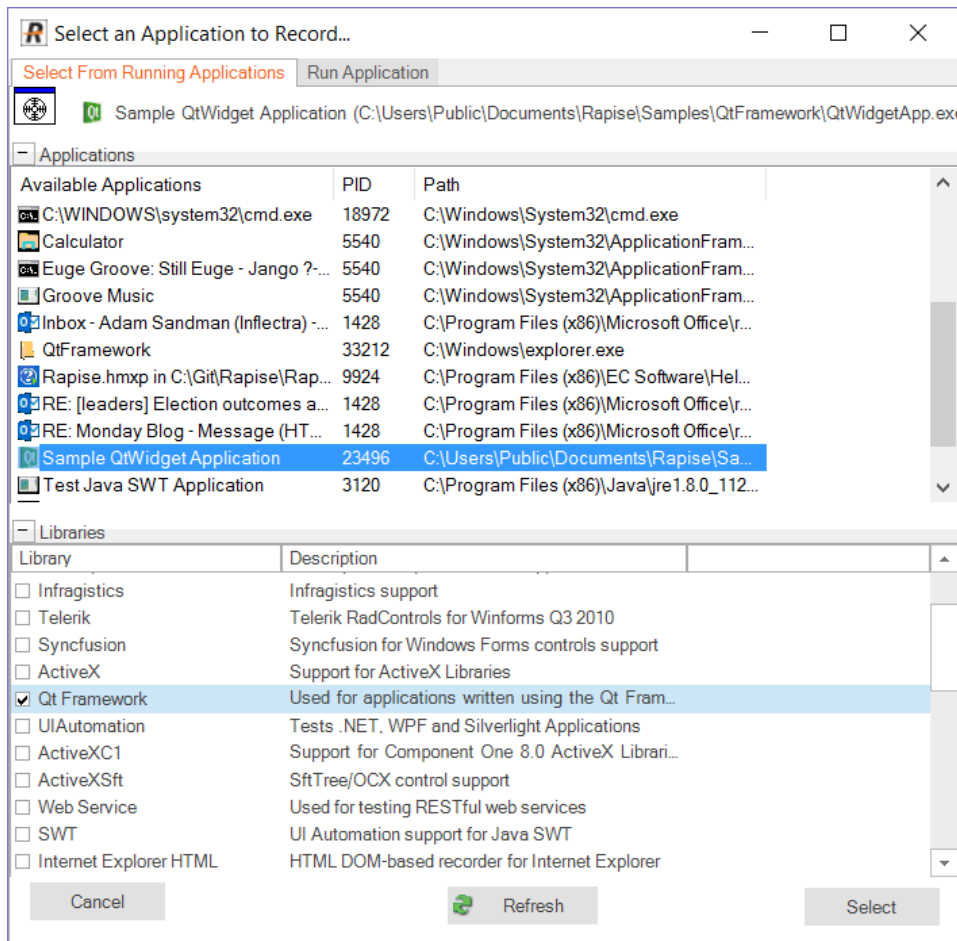 Select an Application to Record...
Select From Running Applications Run Application
Sample QtWidget Application (C:\Users\Public\Documents\Rapise\Samples\QtFramework\QtWidgetApp.ex
Applications
Available Applications PID Path
C:\WINDOWS\system32\cmd.exe 18972 C:\Windows\System32\cmd.exe
Calculator 5540 C:\Windows\System32\ApplicationFram...
Euge Groove: Still Euge - Jango ?-... 5540 C:\Windows\System32\ApplicationFram...
Groove Music 5540 C:\Windows\System32\ApplicationFram...
Inbox - Adam Sandman (Inflectra) -... 1428 C:\Program Files (x86)\Microsoft Office\r...
QtFramework 33212 C:\Windows\explorer.exe
Rapise.hmxp in C:\Git\Rapise\Rap... 9924 C:\Program Files (x86)\EC Software\Hel...
RE: [leaders] Election outcomes a... 1428 C:\Program Files (x86)\Microsoft Office\r...
RE: Monday Blog - Message (HT... 1428 C:\Program Files (x86)\Microsoft Office\r...
Sample QtWidget Application 23496 C:\Users\Public\Documents\Rapise\Sa...
Test Java SWT Application 3120 C:\Program Files (x86)\Java\jre1.8.0_112...
Libraries
Library Description
Infragistics Infragistics support
Telerik Telerik RadControls for Winforms Q3 2010
Syncfusion Syncfusion for Windows Forms controls support
ActiveX Support for ActiveX Libraries
Qt Framework Used for applications written using the Qt Fram...
UIAutomation Tests .NET, WPF and Silverlight Applications
ActiveXC1 Support for Component One 8.0 ActiveX Librari...
ActiveXSft SftTree/OCX control support
Web Service Used for testing RESTful web services
SWT UI Automation support for Java SWT
Internet Explorer HTML HTML DOM-based recorder for Internet Explorer
Cancel Refresh Select